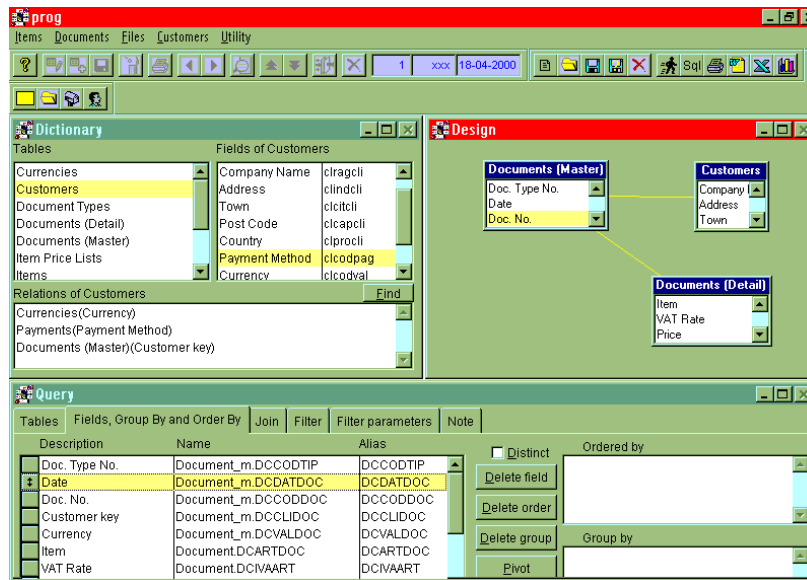 prog
Items Documents Files Customers Utility
1 xxx 18-04-2000 Sql
Dictionary
Tables Fields of Customers
Currencies
Customers
Document Types
Documents (Detail)
Documents (Master)
Item Price Lists
Items
Company Name clragcli
Address clindcli
Town clcitcli
Post Code clcapcli
Country clprocli
Payment Method clcodpag
Currency clcodval
Relations of Customers Find
Currencies(Currency)
Payments(Payment Method)
Documents (Master)(Customer key)
Design
Documents (Master)
Doc. Type No.
Date
Doc. No.
Customers
Company
Address
Town
Documents (Detail)
Item
VAT Rate
Price
Query
Tables Fields, Group By and Order By Join Filter Filter parameters Note
Description Name Alias
Doc. Type No. Document_m.DCCODTIP DCCODTIP
Date Document_m.DCDATDOC DCDATDOC
Doc. No. Document_m.DCCODDOC DCCODDOC
Customer key Document_m.DCCLIDOC DCCLIDOC
Currency Document_m.DCVALDOC DCVALDOC
Item Document.DCARTDOC DCARTDOC
VAT Rate Document.DCIVAART DCIVAART
Distinct
Delete field
Delete order
Delete group
Pivot
Ordered by
Group by